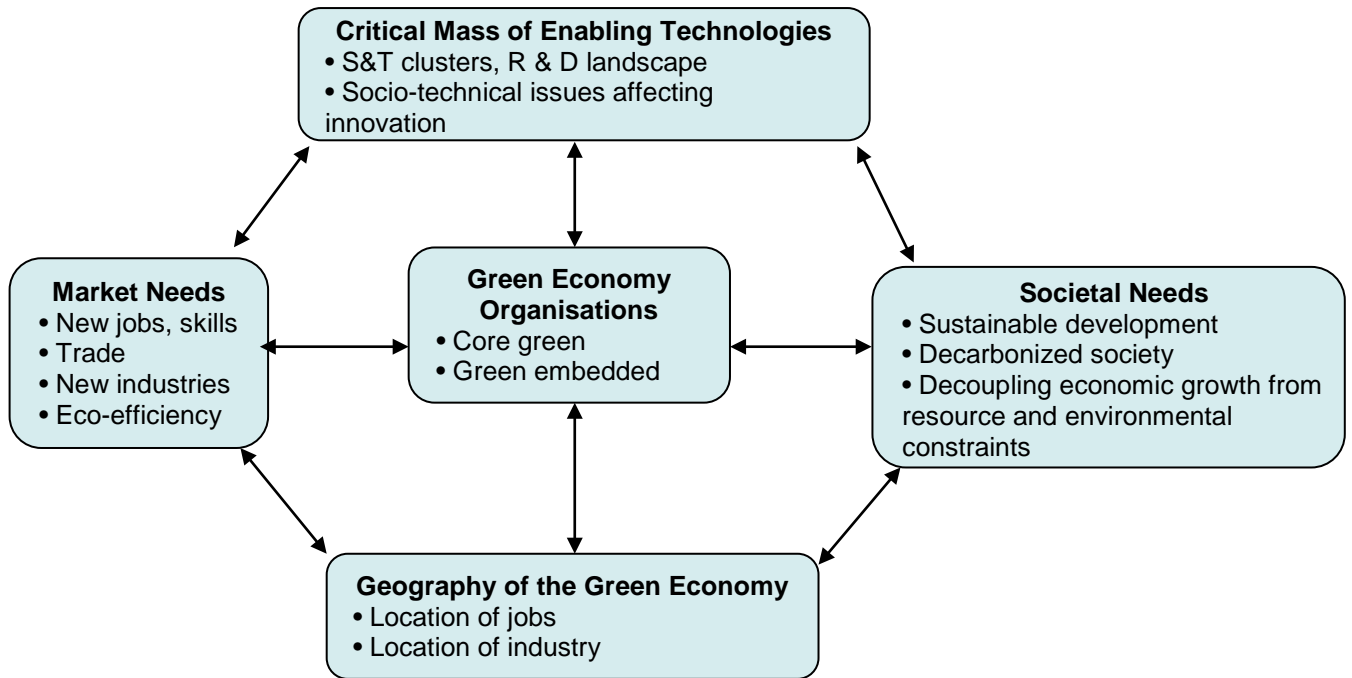 Critical Mass of Enabling Technologies
• S&T clusters, R & D landscape
• Socio-technical issues affecting
innovation
Market Needs
• New jobs, skills
• Trade
• New industries
• Eco-efficiency
Green Economy
Organisations
• Core green
• Green embedded
Societal Needs
• Sustainable development
• Decarbonized society
• Decoupling economic growth from
resource and environmental
constraints
Geography of the Green Economy
• Location of jobs
• Location of industry